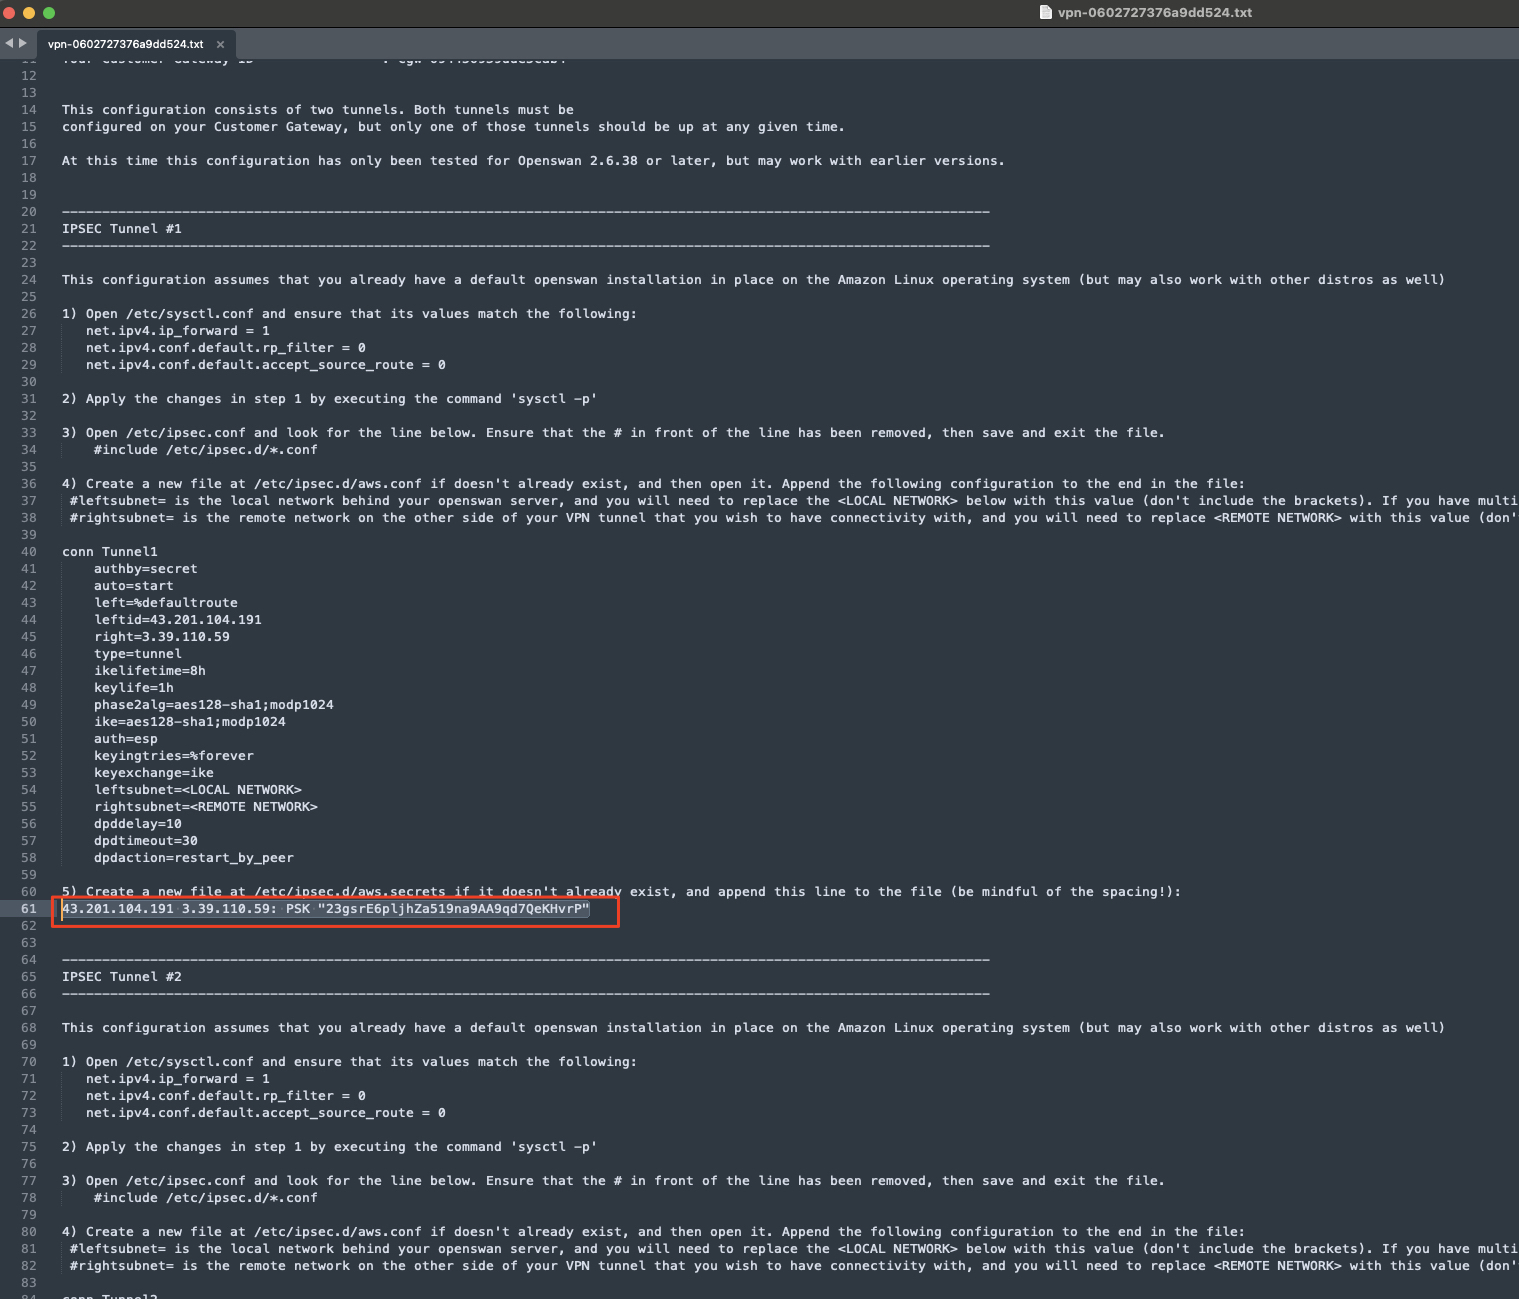 vpn-0602727376a9dd524.txt
vpn-0602727376a9dd524.txt ×
11 Your Customer Gateway ID
12
13
14 This configuration consists of two tunnels. Both tunnels must be
15 configured on your Customer Gateway, but only one of those tunnels should be up at any given time.
16
17 At this time this configuration has only been tested for Openswan 2.6.38 or later, but may work with earlier versions.
18
19
20 --------------------------------------------------------------------------------------------------------------------
21 IPSEC Tunnel #1
22 --------------------------------------------------------------------------------------------------------------------
23
24 This configuration assumes that you already have a default openswan installation in place on the Amazon Linux operating system (but may also work with other distros as well)
25
26 1) Open /etc/sysctl.conf and ensure that its values match the following:
27 net.ipv4.ip_forward = 1
28 net.ipv4.conf.default.rp_filter = 0
29 net.ipv4.conf.default.accept_source_route = 0
30
31 2) Apply the changes in step 1 by executing the command 'sysctl -p'
32
33 3) Open /etc/ipsec.conf and look for the line below. Ensure that the # in front of the line has been removed, then save and exit the file.
34 #include /etc/ipsec.d/*.conf
35
36 4) Create a new file at /etc/ipsec.d/aws.conf if doesn't already exist, and then open it. Append the following configuration to the end in the file:
37 #leftsubnet= is the local network behind your openswan server, and you will need to replace the <LOCAL NETWORK> below with this value (don't include the brackets). If you have multi
38 #rightsubnet= is the remote network on the other side of your VPN tunnel that you wish to have connectivity with, and you will need to replace <REMOTE NETWORK> with this value (don'
39
40 conn Tunnel1
41 authby=secret
42 auto=start
43 left=%defaultroute
44 leftid=43.201.104.191
45 right=3.39.110.59
46 type=tunnel
47 ikelifetime=8h
48 keylife=1h
49 phase2alg=aes128-sha1;modp1024
50 ike=aes128-sha1;modp1024
51 auth=esp
52 keyingtries=%forever
53 keyexchange=ike
54 leftsubnet=<LOCAL NETWORK>
55 rightsubnet=<REMOTE NETWORK>
56 dpddelay=10
57 dpdtimeout=30
58 dpdaction=restart_by_peer
59
60 5) Create a new file at /etc/ipsec.d/aws.secrets if it doesn't already exist, and append this line to the file (be mindful of the spacing!):
61 43.201.104.191 3.39.110.59: PSK "23gsrE6pljhZa519na9AA9qd7QeKHvrP"
62
63
64 --------------------------------------------------------------------------------------------------------------------
65 IPSEC Tunnel #2
66 --------------------------------------------------------------------------------------------------------------------
67
68 This configuration assumes that you already have a default openswan installation in place on the Amazon Linux operating system (but may also work with other distros as well)
69
70 1) Open /etc/sysctl.conf and ensure that its values match the following:
71 net.ipv4.ip_forward = 1
72 net.ipv4.conf.default.rp_filter = 0
73 net.ipv4.conf.default.accept_source_route = 0
74
75 2) Apply the changes in step 1 by executing the command 'sysctl -p'
76
77 3) Open /etc/ipsec.conf and look for the line below. Ensure that the # in front of the line has been removed, then save and exit the file.
78 #include /etc/ipsec.d/*.conf
79
80 4) Create a new file at /etc/ipsec.d/aws.conf if doesn't already exist, and then open it. Append the following configuration to the end in the file:
81 #leftsubnet= is the local network behind your openswan server, and you will need to replace the <LOCAL NETWORK> below with this value (don't include the brackets). If you have multi
82 #rightsubnet= is the remote network on the other side of your VPN tunnel that you wish to have connectivity with, and you will need to replace <REMOTE NETWORK> with this value (don'
83
84 conn Tunnel2